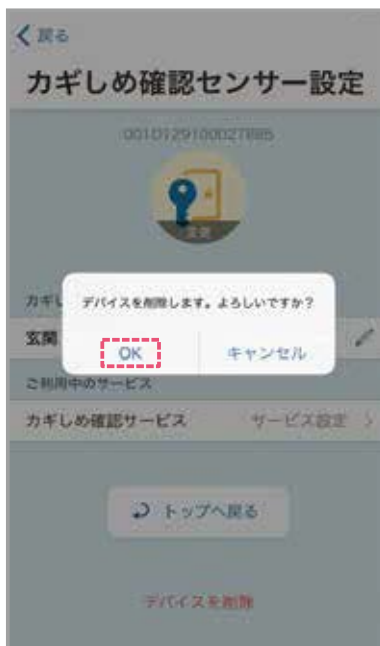 戻る
カギしめ確認センサー設定
玄関
デバイスを削除します。よろしいですか?
玄関
OK キャンセル
ご利用中のサービス
カギしめ確認サービス サービス設定
トップへ戻る
デバイスを削除